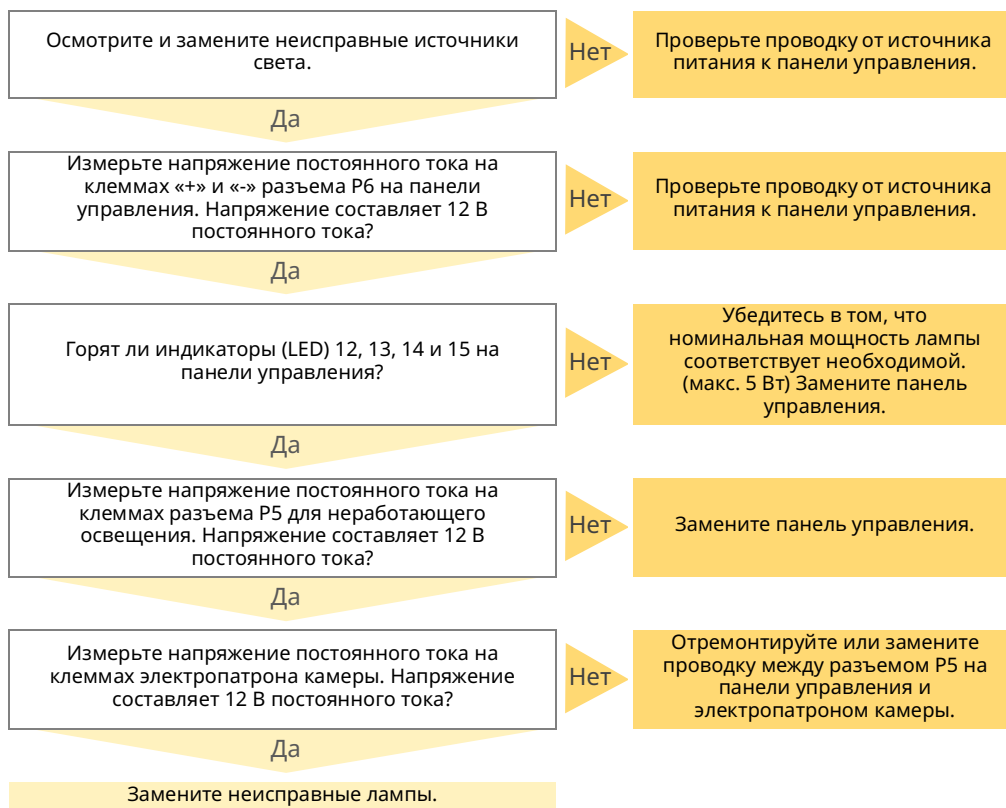 Осмотрите и замените неисправные источники
света.
Нет
Проверьте проводку от источника
питания к панели управления.
Да
Измерьте напряжение постоянного тока на
клеммах «+» и «-» разъема P6 на панели
управления. Напряжение составляет 12 В
постоянного тока?
Нет
Проверьте проводку от источника
питания к панели управления.
Да
Горят ли индикаторы (LED) 12, 13, 14 и 15 на
панели управления?
Нет
Убедитесь в том, что
номинальная мощность лампы
соответствует необходимой.
(макс. 5 Вт) Замените панель
управления.
Да
Измерьте напряжение постоянного тока на
клеммах разъема P5 для неработающего
освещения. Напряжение составляет 12 В
постоянного тока?
Нет
Замените панель управления.
Да
Измерьте напряжение постоянного тока на
клеммах электропатрона камеры. Напряжение
составляет 12 В постоянного тока?
Нет
Отремонтируйте или замените
проводку между разъемом P5 на
панели управления и
электропатроном камеры.
Да
Замените неисправные лампы.